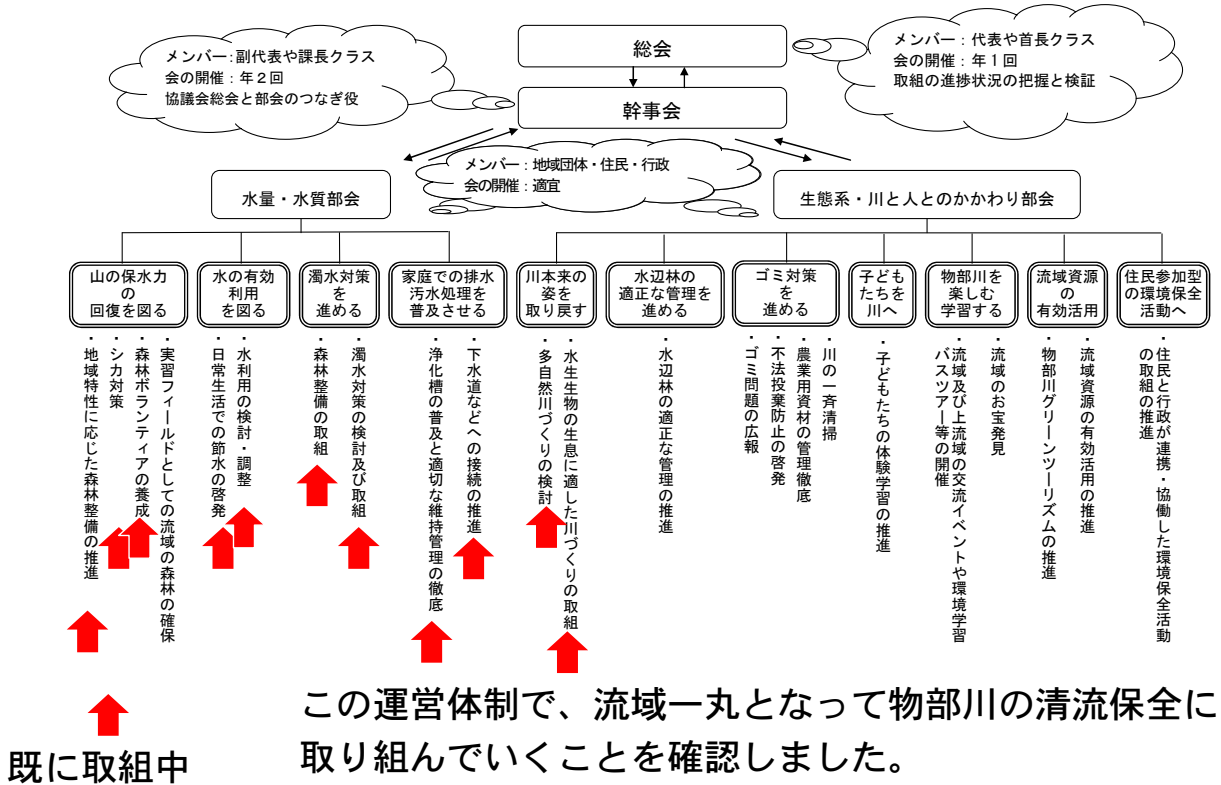 メンバー：副代表や課長クラス
会の開催：年２回
協議会総会と部会のつなぎ役
総会
メンバー：代表や首長クラス
会の開催：年１回
取組の進捗状況の把握と検証
幹事会
メンバー：地域団体・住民・行政
会の開催：適宜
水量・水質部会
生態系・川と人とのかかわり部会
山の保水力
の
回復を図る
水の有効
利用
を図る
濁水対策
を
進める
家庭での排水
汚水処理を
普及させる
川本来の
姿を
取り戻す
水辺林の
適正な管理を
進める
ゴミ対策
を
進める
子ども
たちを
川へ
物部川を
楽しむ
学習する
流域資源
の
有効活用
住民参加型
の環境保全
活動へ
・実習フィールドとしての流域の森林の確保
・森林ボランティアの養成
・シカ対策
・地域特性に応じた森林整備の推進
・水利用の検討・調整
・日常生活での節水の啓発
・濁水対策の検討及び取組
・森林整備の取組
・下水道などへの接続の推進
・浄化槽の普及と適切な維持管理の徹底
・水生生物の生息に適した川づくりの取組
・多自然川づくりの検討
・水辺林の適正な管理の推進
・川の一斉清掃
・農業用資材の管理徹底
・不法投棄防止の啓発
・ゴミ問題の広報
・子どもたちの体験学習の推進
・流域のお宝発見
・流域及び上流域の交流イベントや環境学習
バスツアー等の開催
・流域資源の有効活用の推進
・物部川グリーンツーリズムの推進
・住民と行政が連携・協働した環境保全活動
の取組の推進
既に取組中
この運営体制で、流域一丸となって物部川の清流保全に
取り組んでいくことを確認しました。